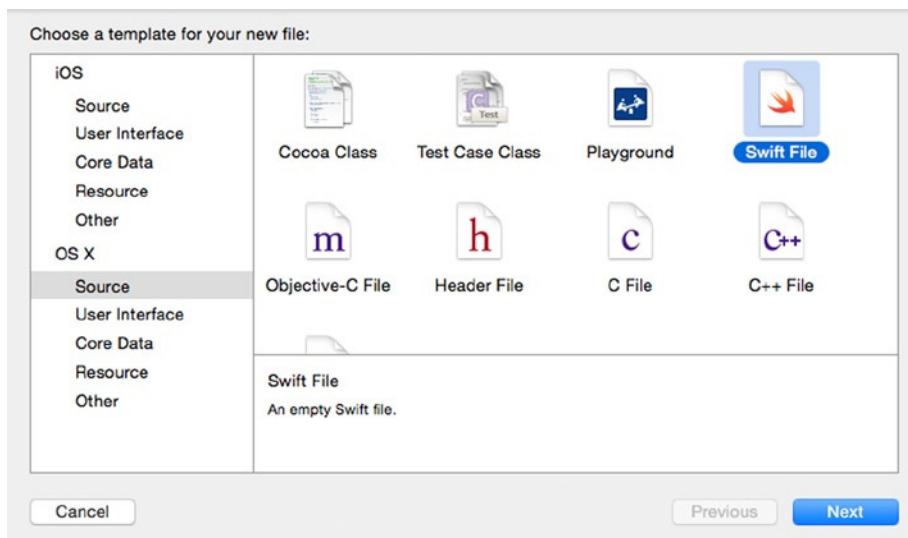 Choose a template for your new file:
iOS
Source
User Interface
Core Data
Resource
Other
OS X
Source
User Interface
Core Data
Resource
Other
Cocoa Class
Test
Test Case Class
Playground
Swift File
m
Objective-C File
h
Header File
c
C File
C++
C++ File
Swift File
An empty Swift file.
Cancel
Previous
Next